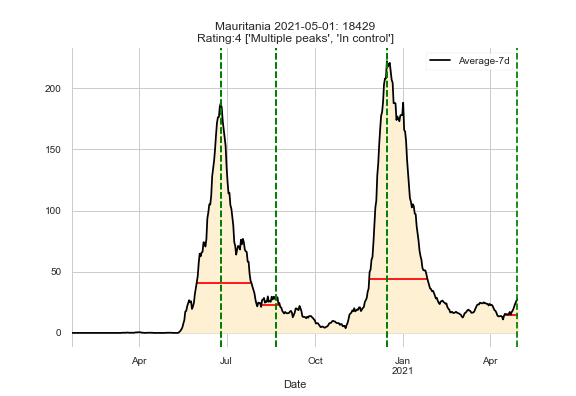 Mauritania 2021-05-01: 18429
Rating:4 ['Multiple peaks', 'In control']
Average-7d
200
150
100
50
0
Apr
Jul
Oct
Jan
2021
Apr
Date